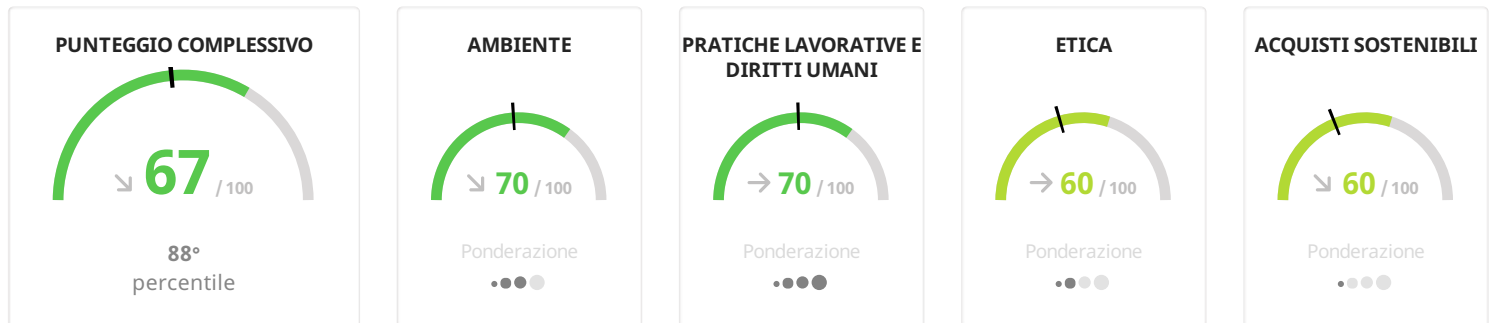 PUNTEGGIO COMPLESSIVO
67 / 100
88°
percentile
AMBIENTE
70 / 100
Ponderazione
PRATICHE LAVORATIVE E
DIRITTI UMANI
70 / 100
Ponderazione
ETICA
60 / 100
Ponderazione
ACQUISTI SOSTENIBILI
60 / 100
Ponderazione